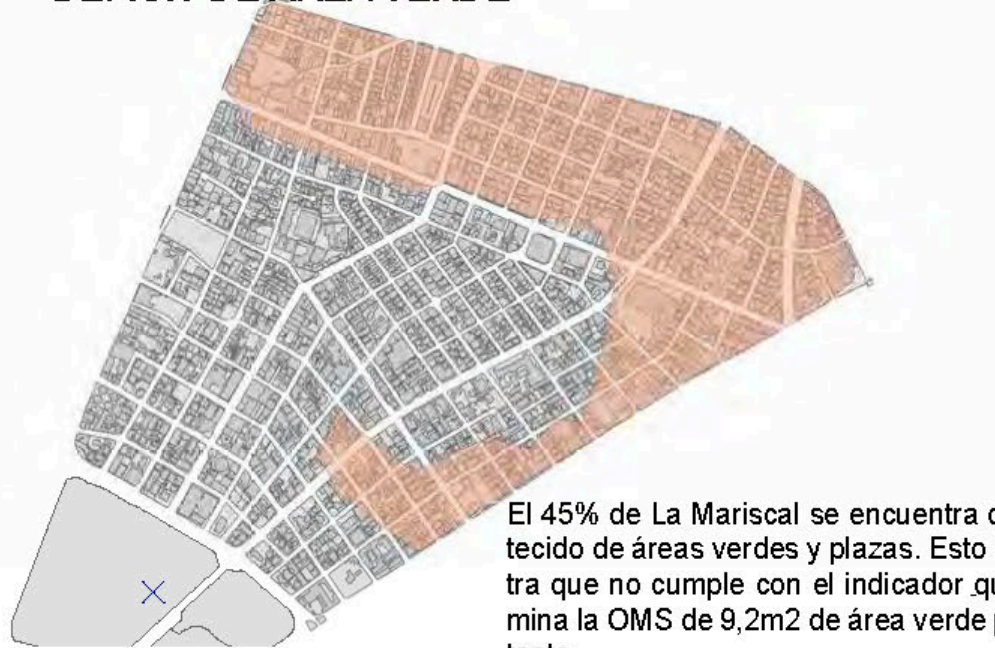 El 45% de La Mariscal se encuentra
tecido de áreas verdes y plazas. Esto
tra que no cumple con el indicador
mina la OMS de 9,2m2 de área verde